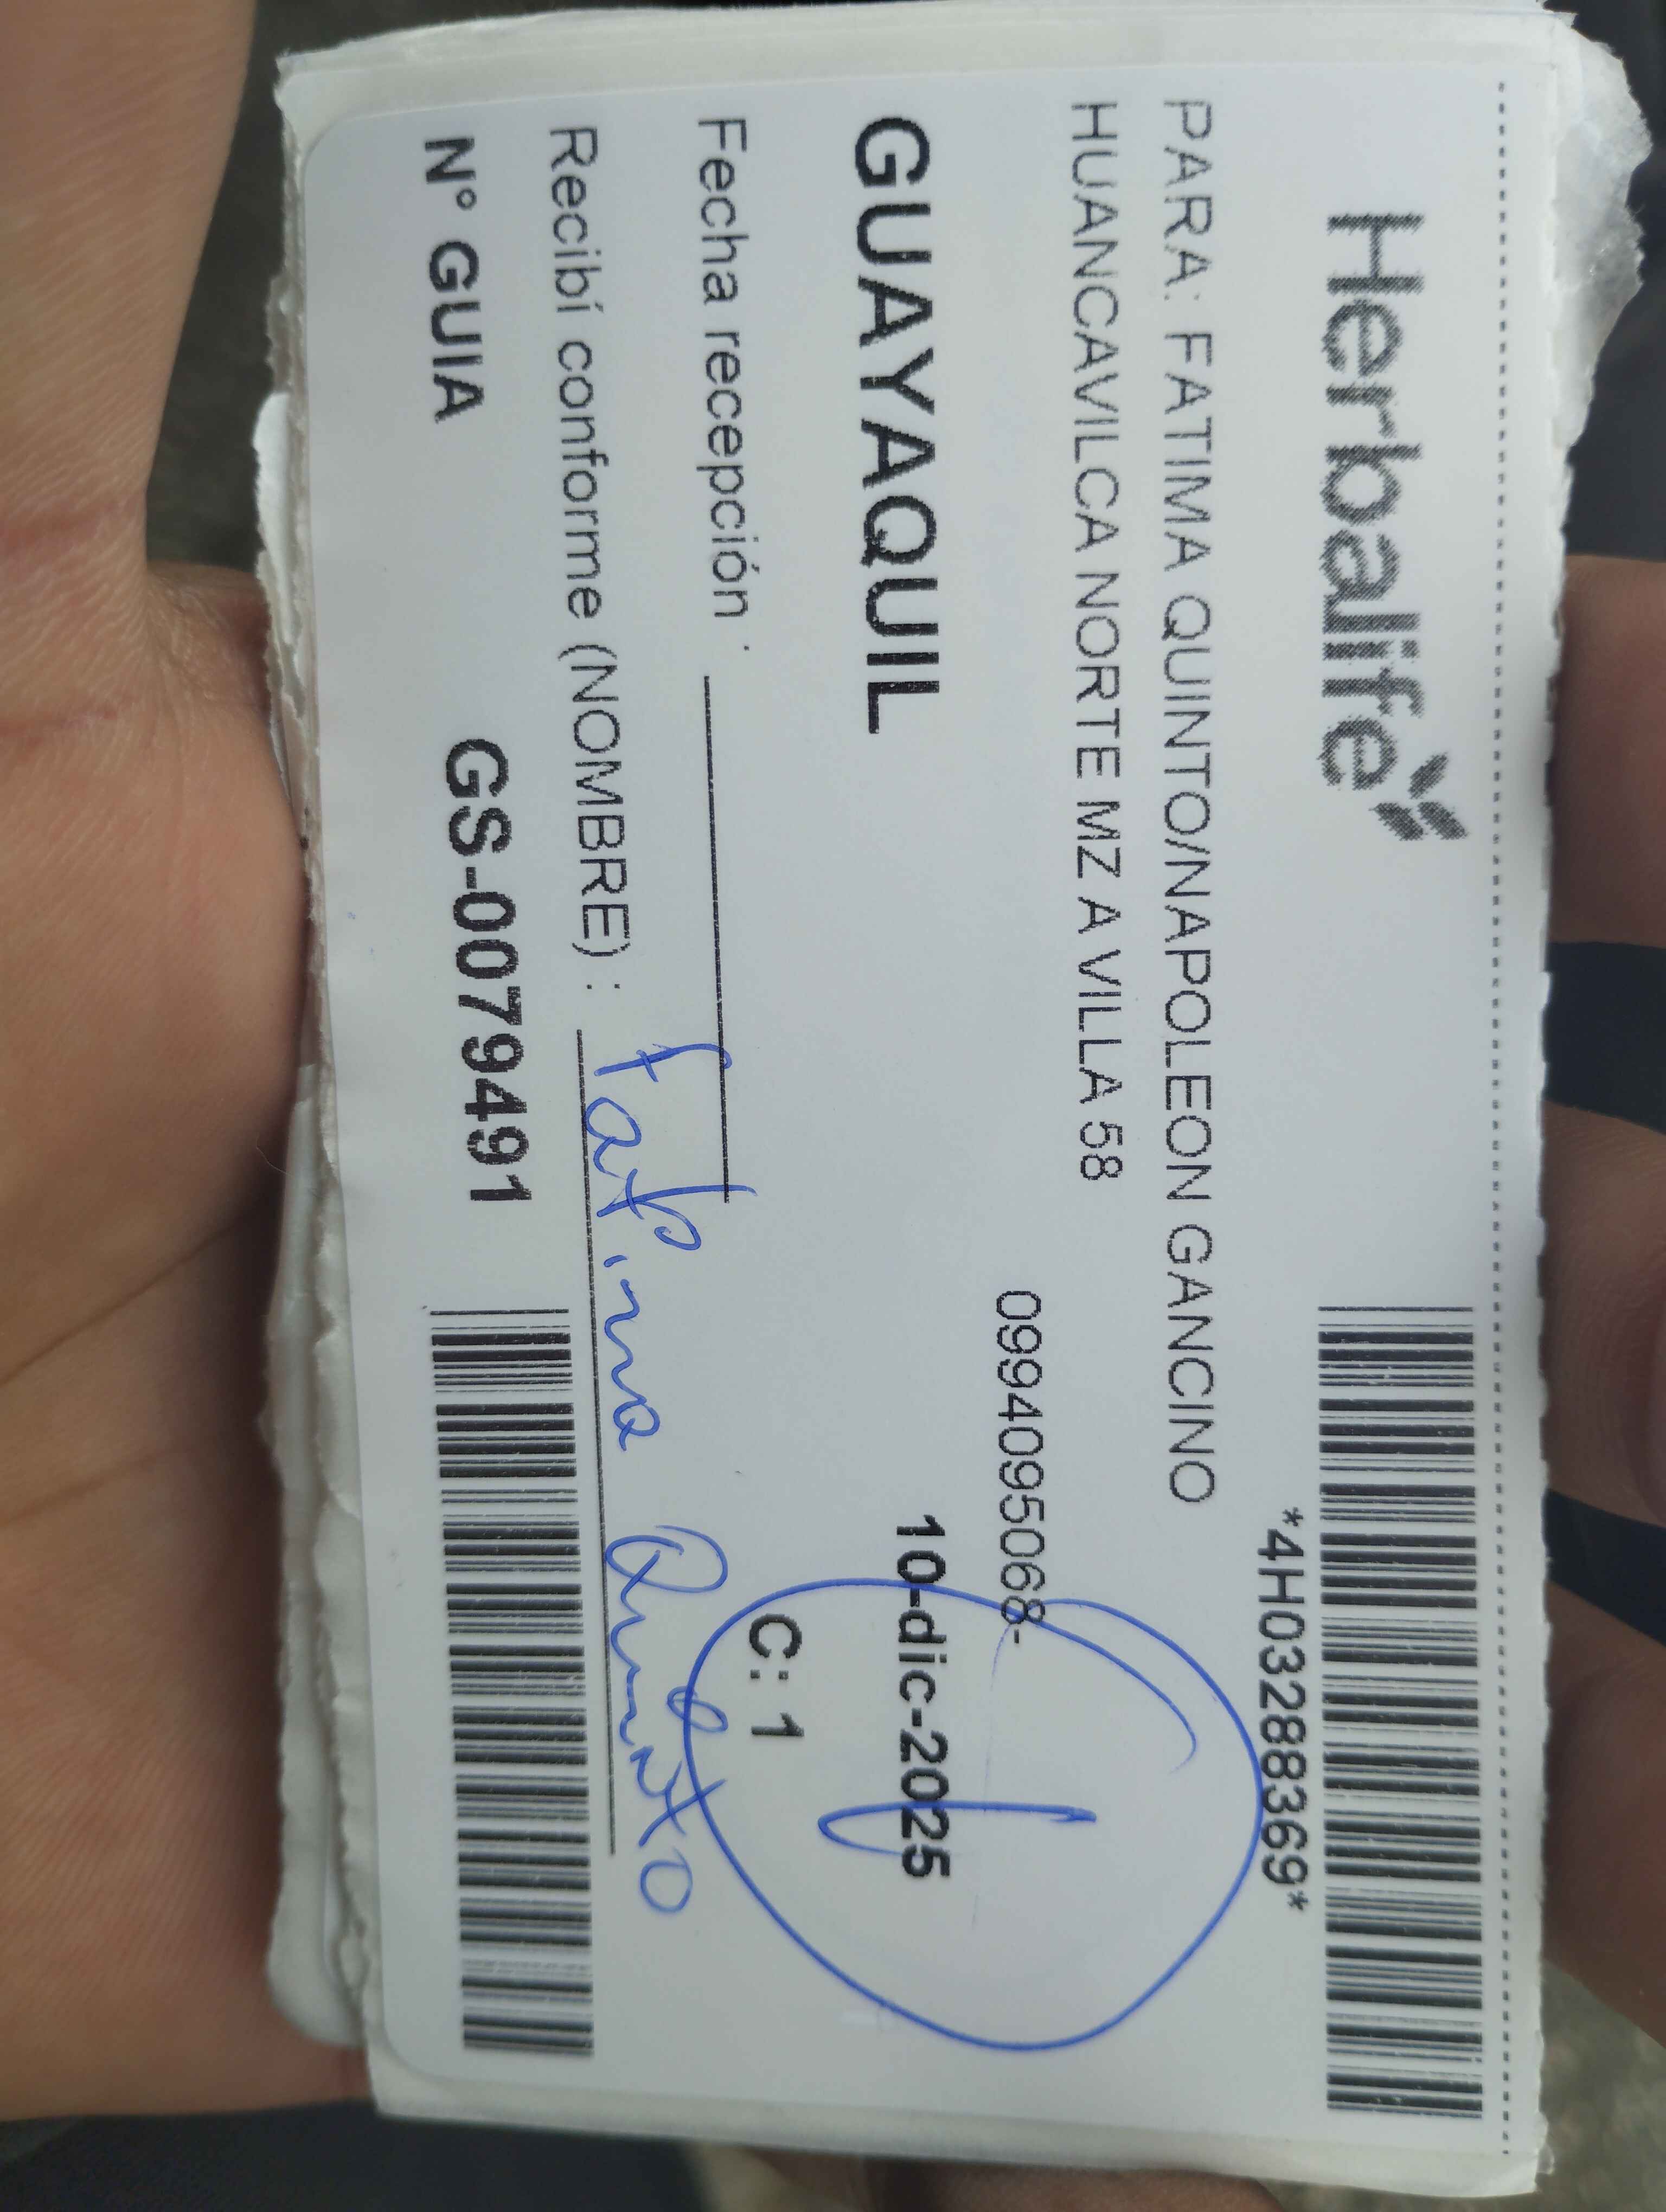 Herbalife
*4H03288369*
PARA: FATIMA QUINTO/NAPOLEON GANCINO
HUANCAVILCA NORTE MZ A VILLA 58
0994095068-
GUAYAQUIL
10-dic-2025
C: 1
Fecha recepción :
Recibí conforme (NOMBRE) : Fatima Quinto
N° GUIA GS-0079491